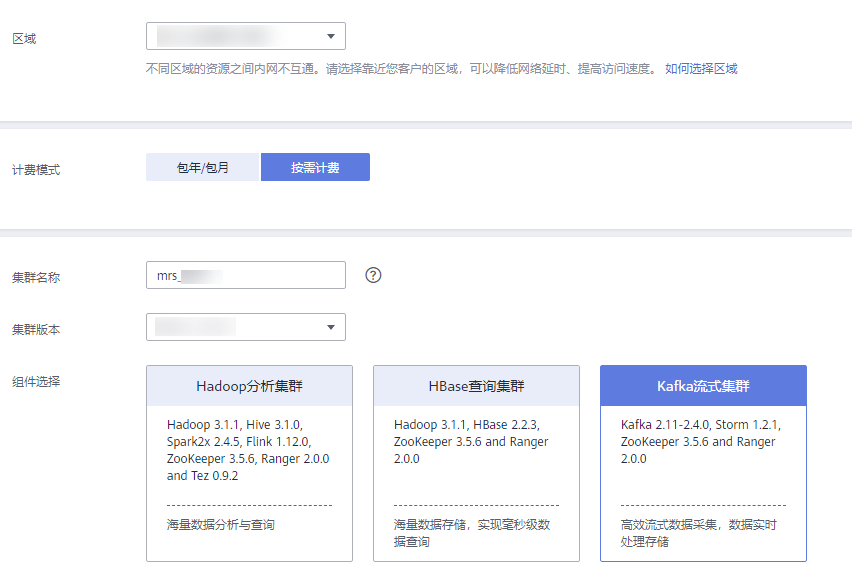 区域
不同区域的资源之间内网不互通。请选择靠近您客户的区域，可以降低网络延时、提高访问速度。 如何选择区域
计费模式
包年/包月
按需计费
集群名称
mrs_
集群版本
组件选择
Hadoop分析集群
Hadoop 3.1.1, Hive 3.1.0,
Spark2x 2.4.5, Flink 1.12.0,
ZooKeeper 3.5.6, Ranger 2.0.0
and Tez 0.9.2
海量数据分析与查询
HBase查询集群
Hadoop 3.1.1, HBase 2.2.3,
ZooKeeper 3.5.6 and Ranger
2.0.0
海量数据存储，实现毫秒级数
据查询
Kafka流式集群
Kafka 2.11-2.4.0, Storm 1.2.1,
ZooKeeper 3.5.6 and Ranger
2.0.0
高效流式数据采集，数据实时
处理存储